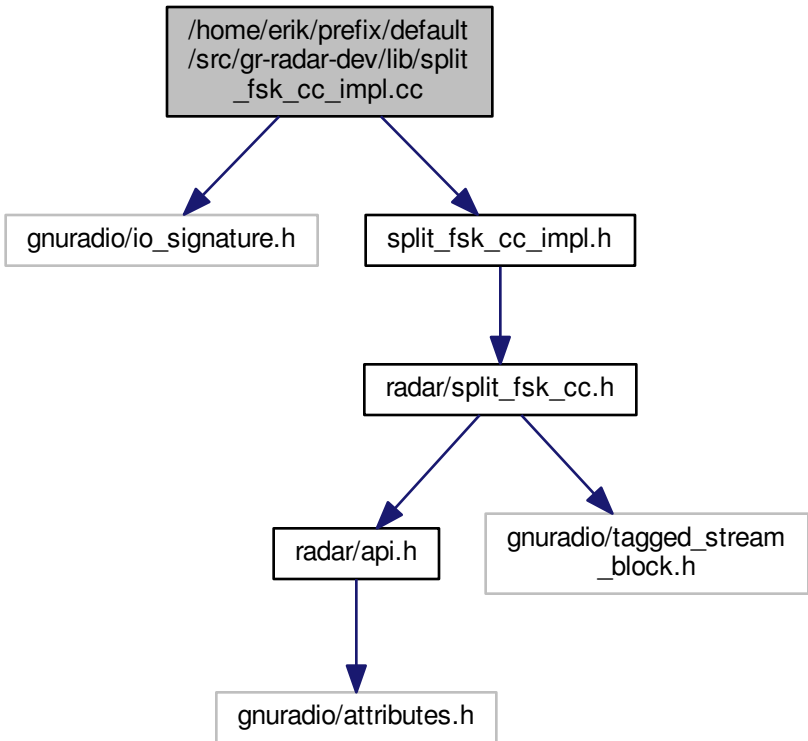 /home/erik/prefix/default
/src/gr-radar-dev/lib/split
_fsk_cc_impl.cc
gnuradio/io_signature.h
split_fsk_cc_impl.h
radar/split_fsk_cc.h
radar/api.h
gnuradio/tagged_stream
_block.h
gnuradio/attributes.h